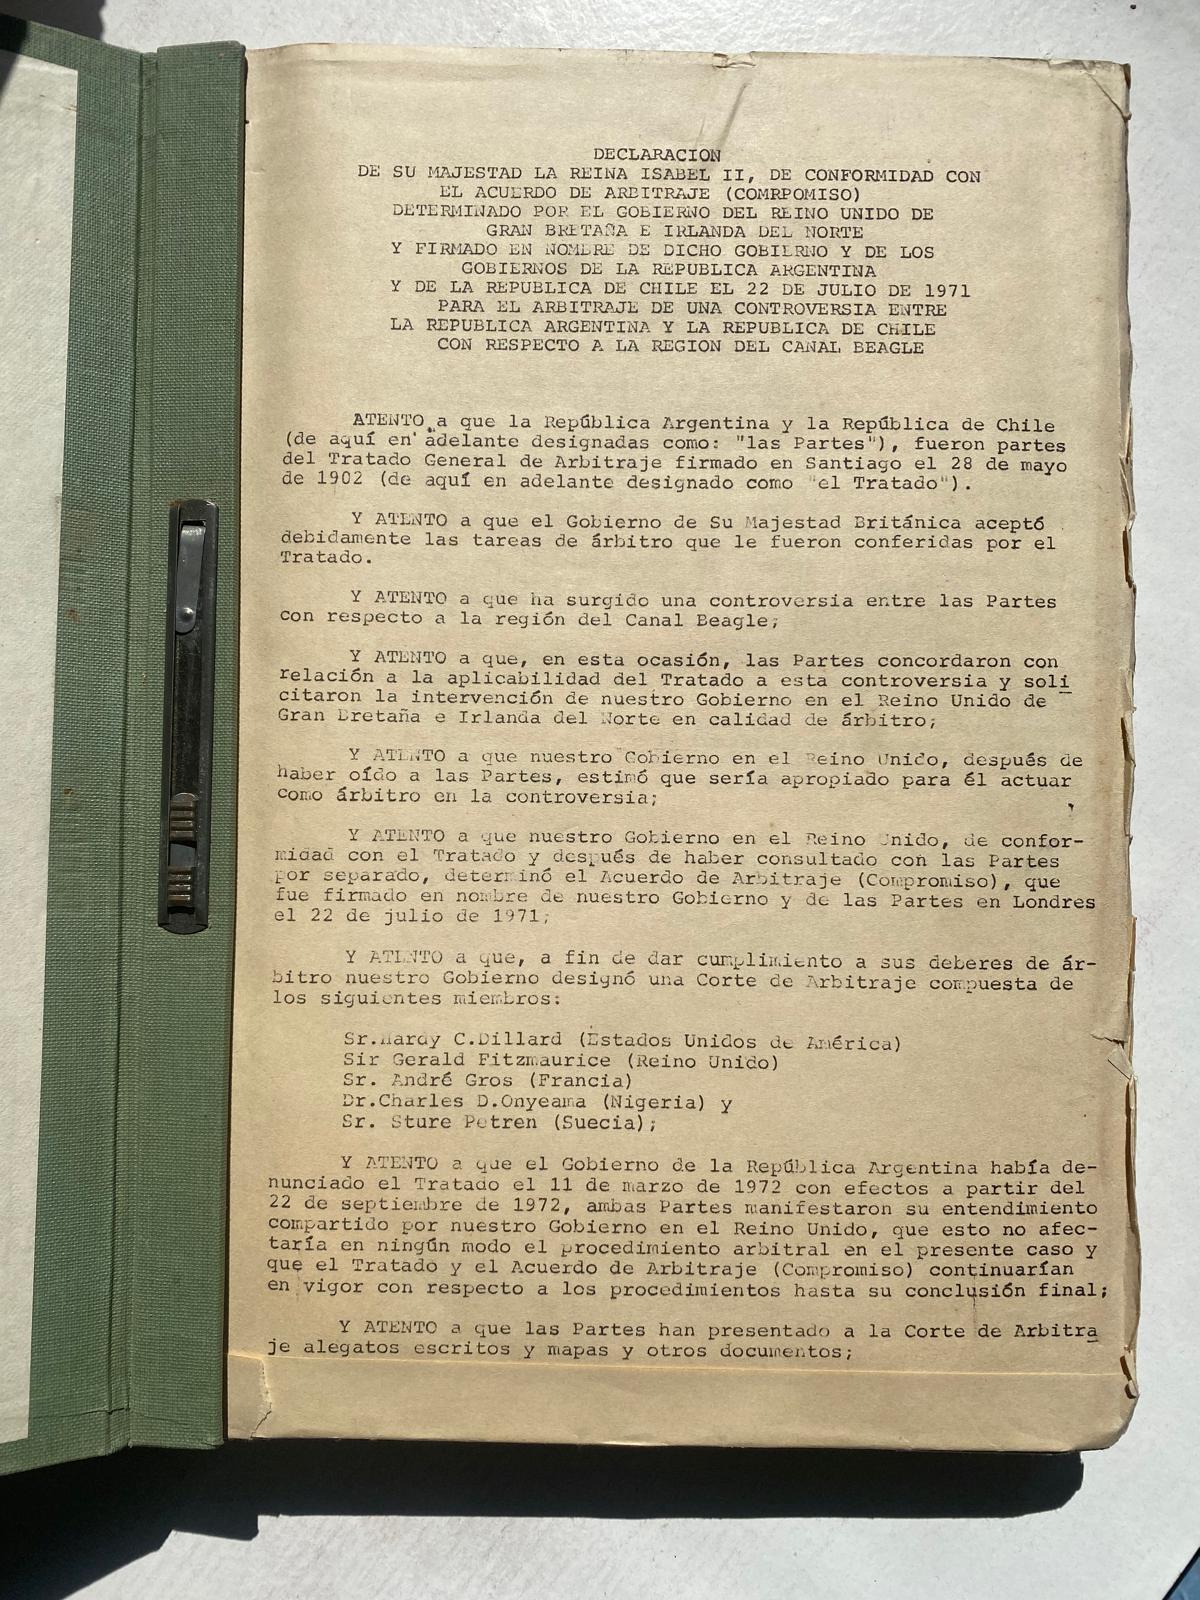 DECLARACION
DE SU MAJESTAD LA REINA ISABEL II, DE CONFORMIDAD CON
EL ACUERDO DE ARBITRAJE (COMRPOMISO)
DETERMINADO POR EL GOBIERNO DEL REINO UNIDO DE
GRAN BRETAÑA E IRLANDA DEL NORTE
Y FIRMADO EN NOMBRE DE DICHO GOBIERNO Y DE LOS
GOBIERNOS DE LA REPUBLICA ARGENTINA
Y DE LA REPUBLICA DE CHILE EL 22 DE JULIO DE 1971
PARA EL ARBITRAJE DE UNA CONTROVERSIA ENTRE
LA REPUBLICA ARGENTINA Y LA REPUBLICA DE CHILE
CON RESPECTO A LA REGION DEL CANAL BEAGLE
ATENTO a que la República Argentina y la República de Chile
(de aquí en adelante designadas como: "las Partes"), fueron partes
del Tratado General de Arbitraje firmado en Santiago el 28 de mayo
de 1902 (de aquí en adelante designado como "el Tratado").
Y ATENTO a que el Gobierno de Su Majestad Británica aceptó
debidamente las tareas de árbitro que le fueron conferidas por el
Tratado.
Y ATENTO a que ha surgido una controversia entre las Partes
con respecto a la región del Canal Beagle;
Y ATENTO a que, en esta ocasión, las Partes concordaron con
relación a la aplicabilidad del Tratado a esta controversia y soli
citaron la intervención de nuestro Gobierno en el Reino Unido de
Gran Bretaña e Irlanda del Norte en calidad de árbitro;
Y ATENTO a que nuestro Gobierno en el Reino Unido, después de
haber oído a las Partes, estimó que sería apropiado para él actuar
como árbitro en la controversia;
Y ATENTO a que nuestro Gobierno en el Reino Unido, de confor-
midad con el Tratado y después de haber consultado con las Partes
por separado, determinó el Acuerdo de Arbitraje (Compromiso), que
fue firmado en nombre de nuestro Gobierno y de las Partes en Londres
el 22 de julio de 1971;
Y ATENTO a que, a fin de dar cumplimiento a sus deberes de ár-
bitro nuestro Gobierno designó una Corte de Arbitraje compuesta de
los siguientes miembros:
Sr.Hardy C.Dillard (Estados Unidos de América)
Sir Gerald Fitzmaurice (Reino Unido)
Sr. André Gros (Francia)
Dr.Charles D.Onyeama (Nigeria) y
Sr. Sture Petren (Suecia);
Y ATENTO a que el Gobierno de la República Argentina había de-
nunciado el Tratado el 11 de marzo de 1972 con efectos a partir del
22 de septiembre de 1972, ambas Partes manifestaron su entendimiento
compartido por nuestro Gobierno en el Reino Unido, que esto no afec-
taría en ningún modo el procedimiento arbitral en el presente caso y
que el Tratado y el Acuerdo de Arbitraje (Compromiso) continuarían
en vigor con respecto a los procedimientos hasta su conclusión final;
Y ATENTO a que las Partes han presentado a la Corte de Arbitra
je alegatos escritos y mapas y otros documentos;